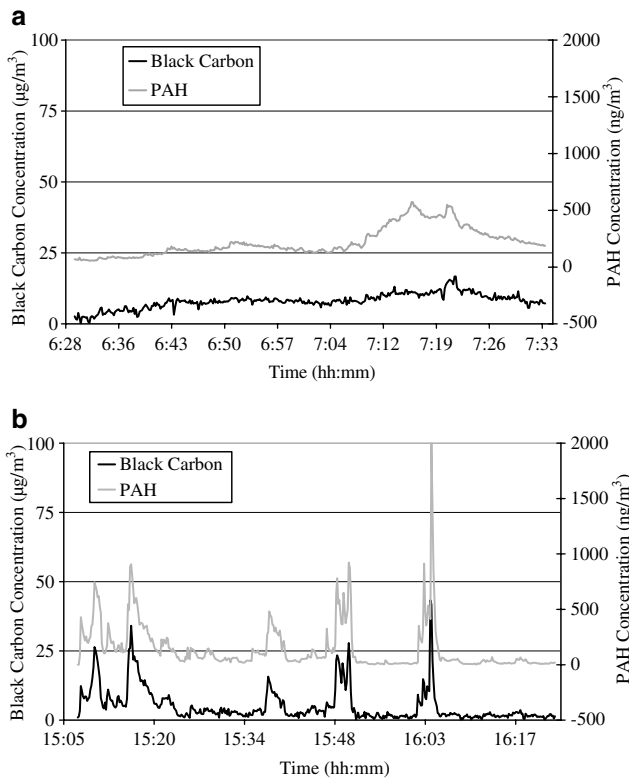 a
100
75
50
25
0
Black Carbon Concentration (µg/m³)
Black Carbon
PAH
2000
1500
1000
500
0
-500
PAH Concentration (ng/m³)
6:28 6:36 6:43 6:50 6:57 7:04 7:12 7:19 7:26 7:33
Time (hh:mm)
b
100
75
50
25
0
Black Carbon Concentration (µg/m³)
Black Carbon
PAH
2000
1500
1000
500
0
-500
PAH Concentration (ng/m³)
15:05 15:20 15:34 15:48 16:03 16:17
Time (hh:mm)